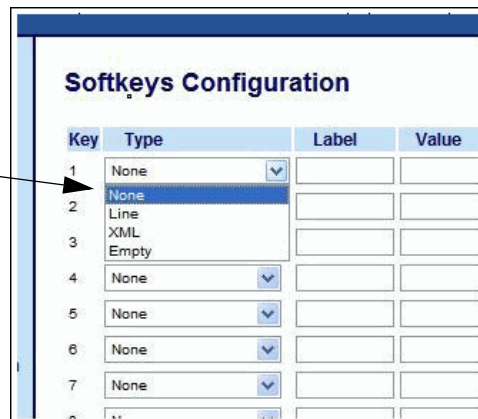 Softkeys Configuration
Key Type Label Value
1 None
None
2
Line
3 XML
Empty
4 None
5 None
6 None
7 None